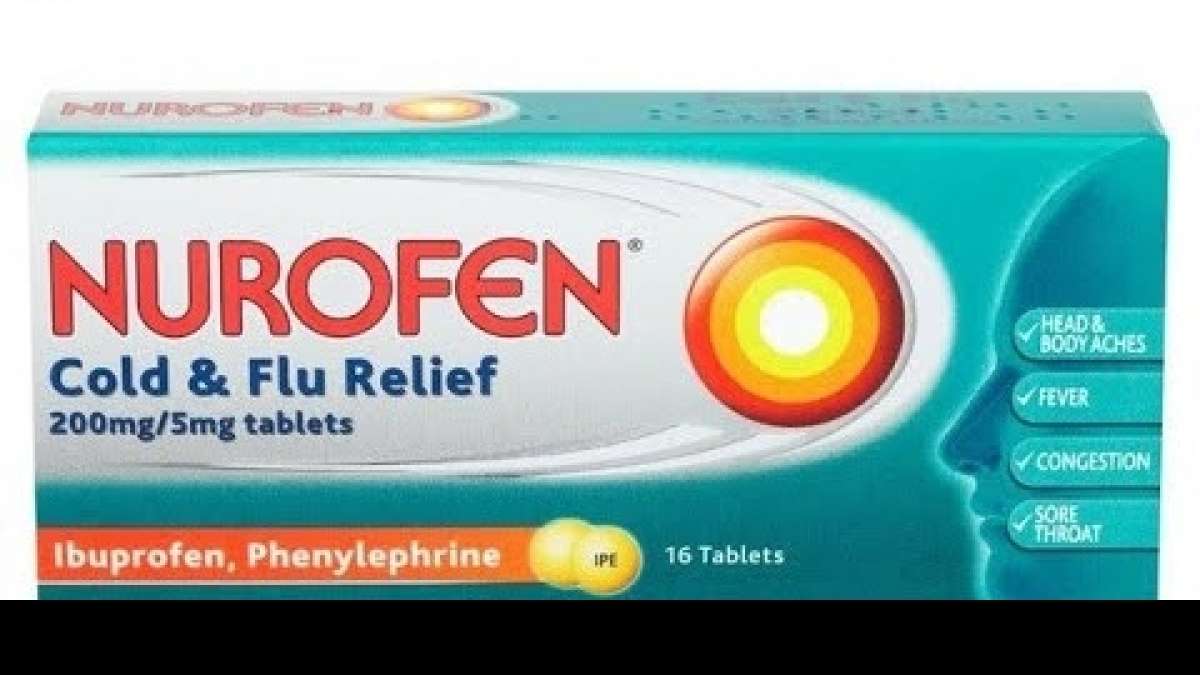 NUROFEN
NUROFEN®
Cold & Flu Relief
200mg/5mg tablets
HEAD &
BODY ACHES
FEVER
CONGESTION
SORE
THROAT
Ibuprofen, Phenylephrine
IPE
16 Tablets